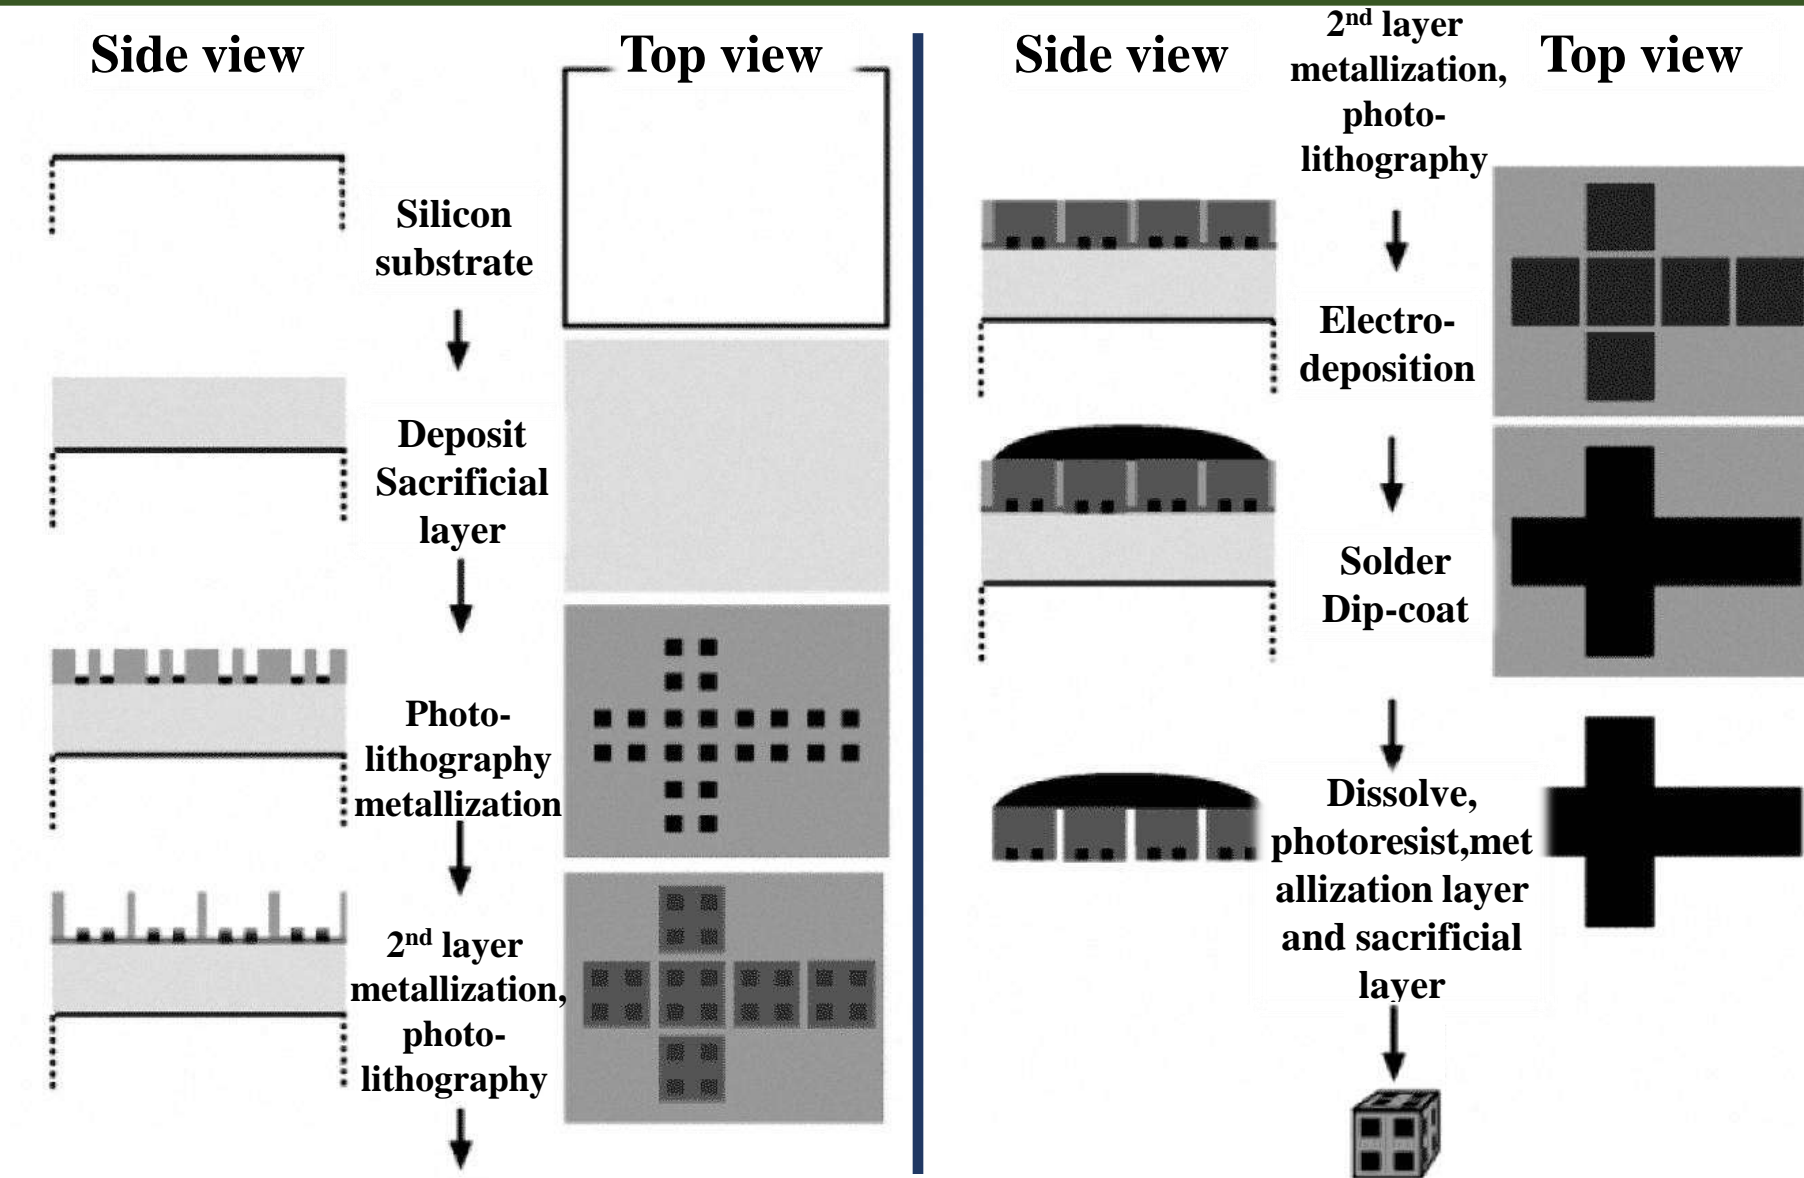 Side view
Top view
Silicon
substrate
Deposit
Sacrificial
layer
Photo-
lithography
metallization
2nd layer
metallization,
photo-
lithography
Side view
2nd layer
metallization,
photo-
lithography
Top view
Electro-
deposition
Solder
Dip-coat
Dissolve,
photoresist,met
allization layer
and sacrificial
layer